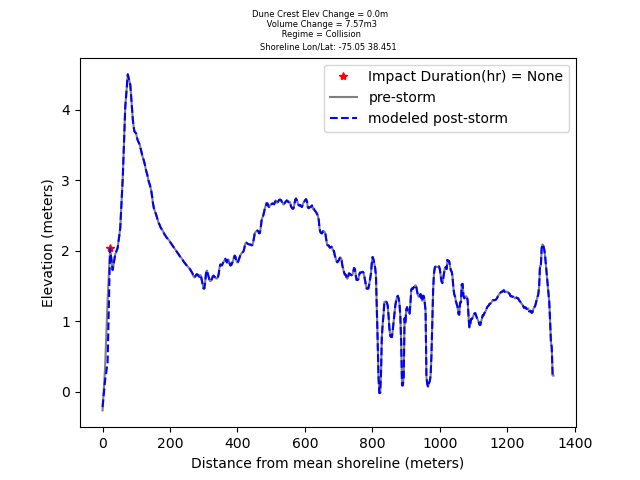 Dune Crest Elev Change = 0.0m
Volume Change = 7.57m3
Regime = Collision
Shoreline Lon/Lat: -75.05 38.451
Impact Duration(hr) = None
pre-storm
modeled post-storm
Elevation (meters)
4
3
2
1
0
0 200 400 600 800 1000 1200 1400
Distance from mean shoreline (meters)